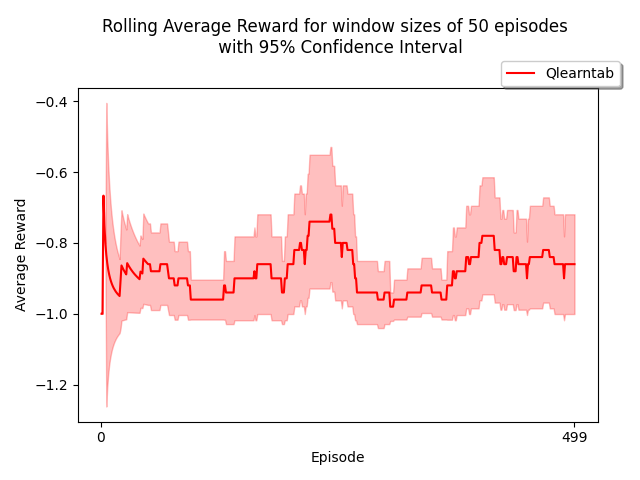 Rolling Average Reward for window sizes of 50 episodes
with 95% Confidence Interval
Qlearntab
−0.4
−0.6
−0.8
−1.0
−1.2
Average Reward
0
499
Episode